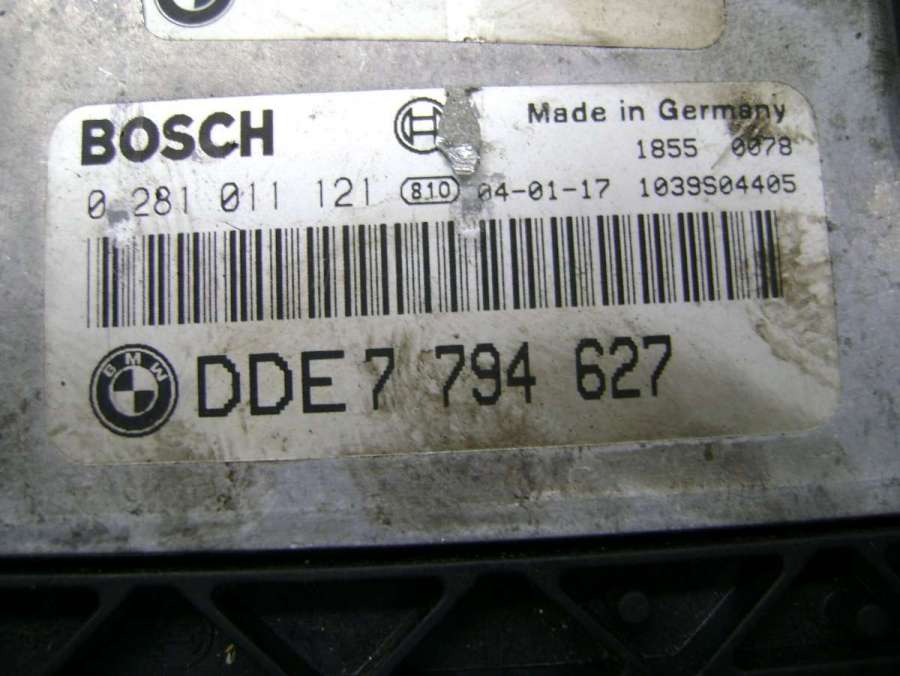 BOSCH
Made in Germany
1855 0078
0 281 011 121 810 04-01-17 1039S04405
BMW
DDE 7 794 627